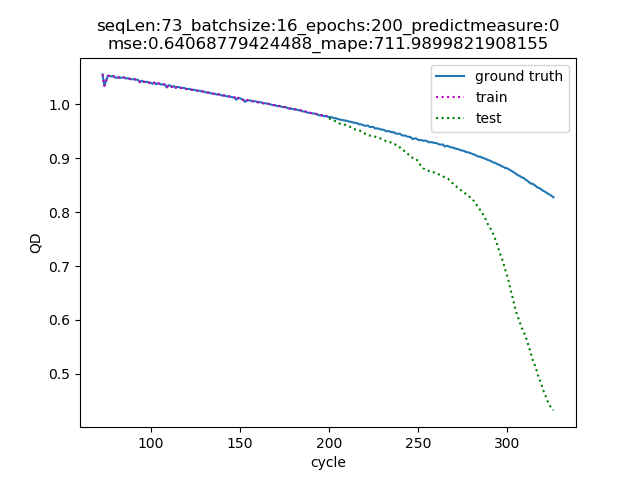 seqLen:73_batchsize:16_epochs:200_predictmeasure:0
mse:0.64068779424488_mape:711.9899821908155
ground truth
train
test
1.0
0.9
0.8
0.7
0.6
0.5
QD
100
150
200
250
300
cycle